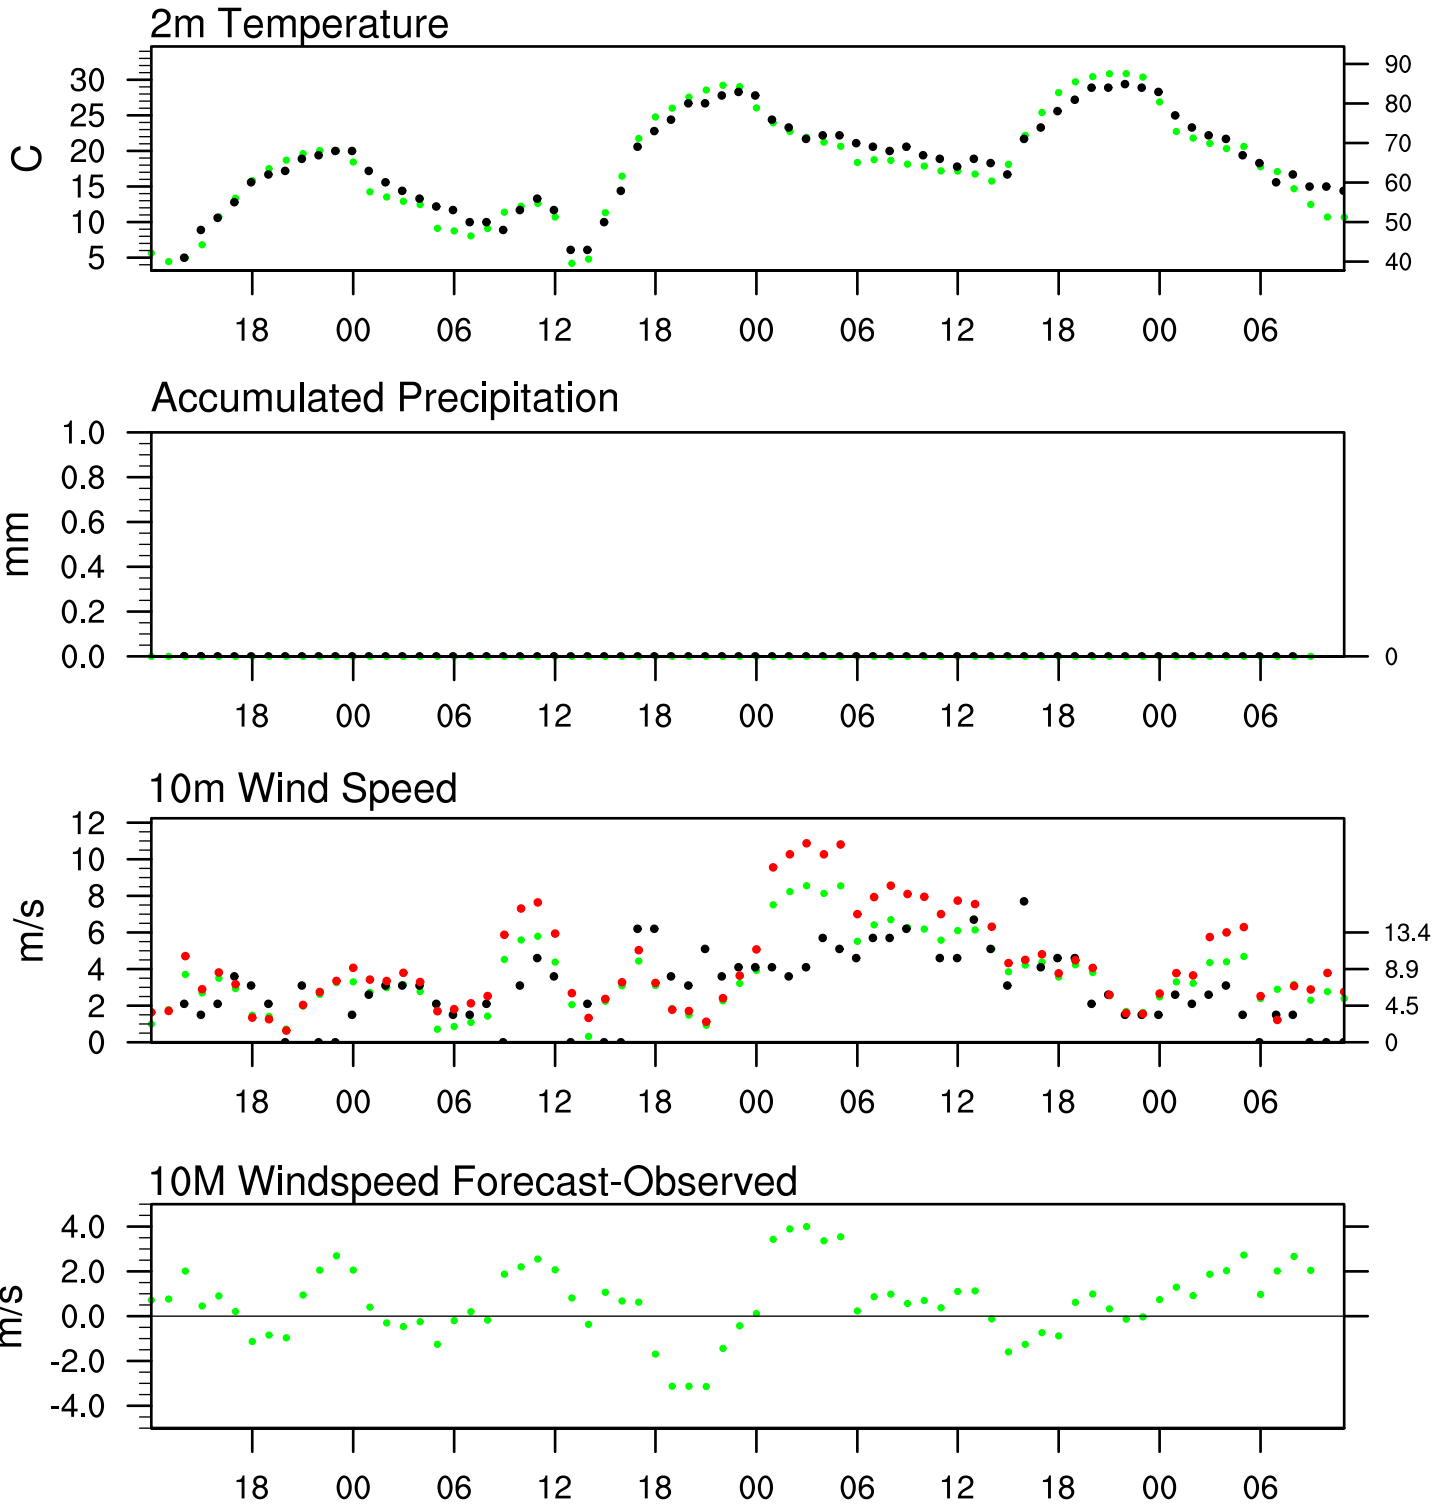 2m Temperature
C
30
25
20
15
10
5
90
80
70
60
50
40
18 00 06 12 18 00 06 12 18 00 06
Accumulated Precipitation
mm
1.0
0.8
0.6
0.4
0.2
0.0
0
18 00 06 12 18 00 06 12 18 00 06
10m Wind Speed
m/s
12
10
8
6
4
2
0
13.4
8.9
4.5
0
18 00 06 12 18 00 06 12 18 00 06
10M Windspeed Forecast-Observed
m/s
4.0
2.0
0.0
-2.0
-4.0
18 00 06 12 18 00 06 12 18 00 06